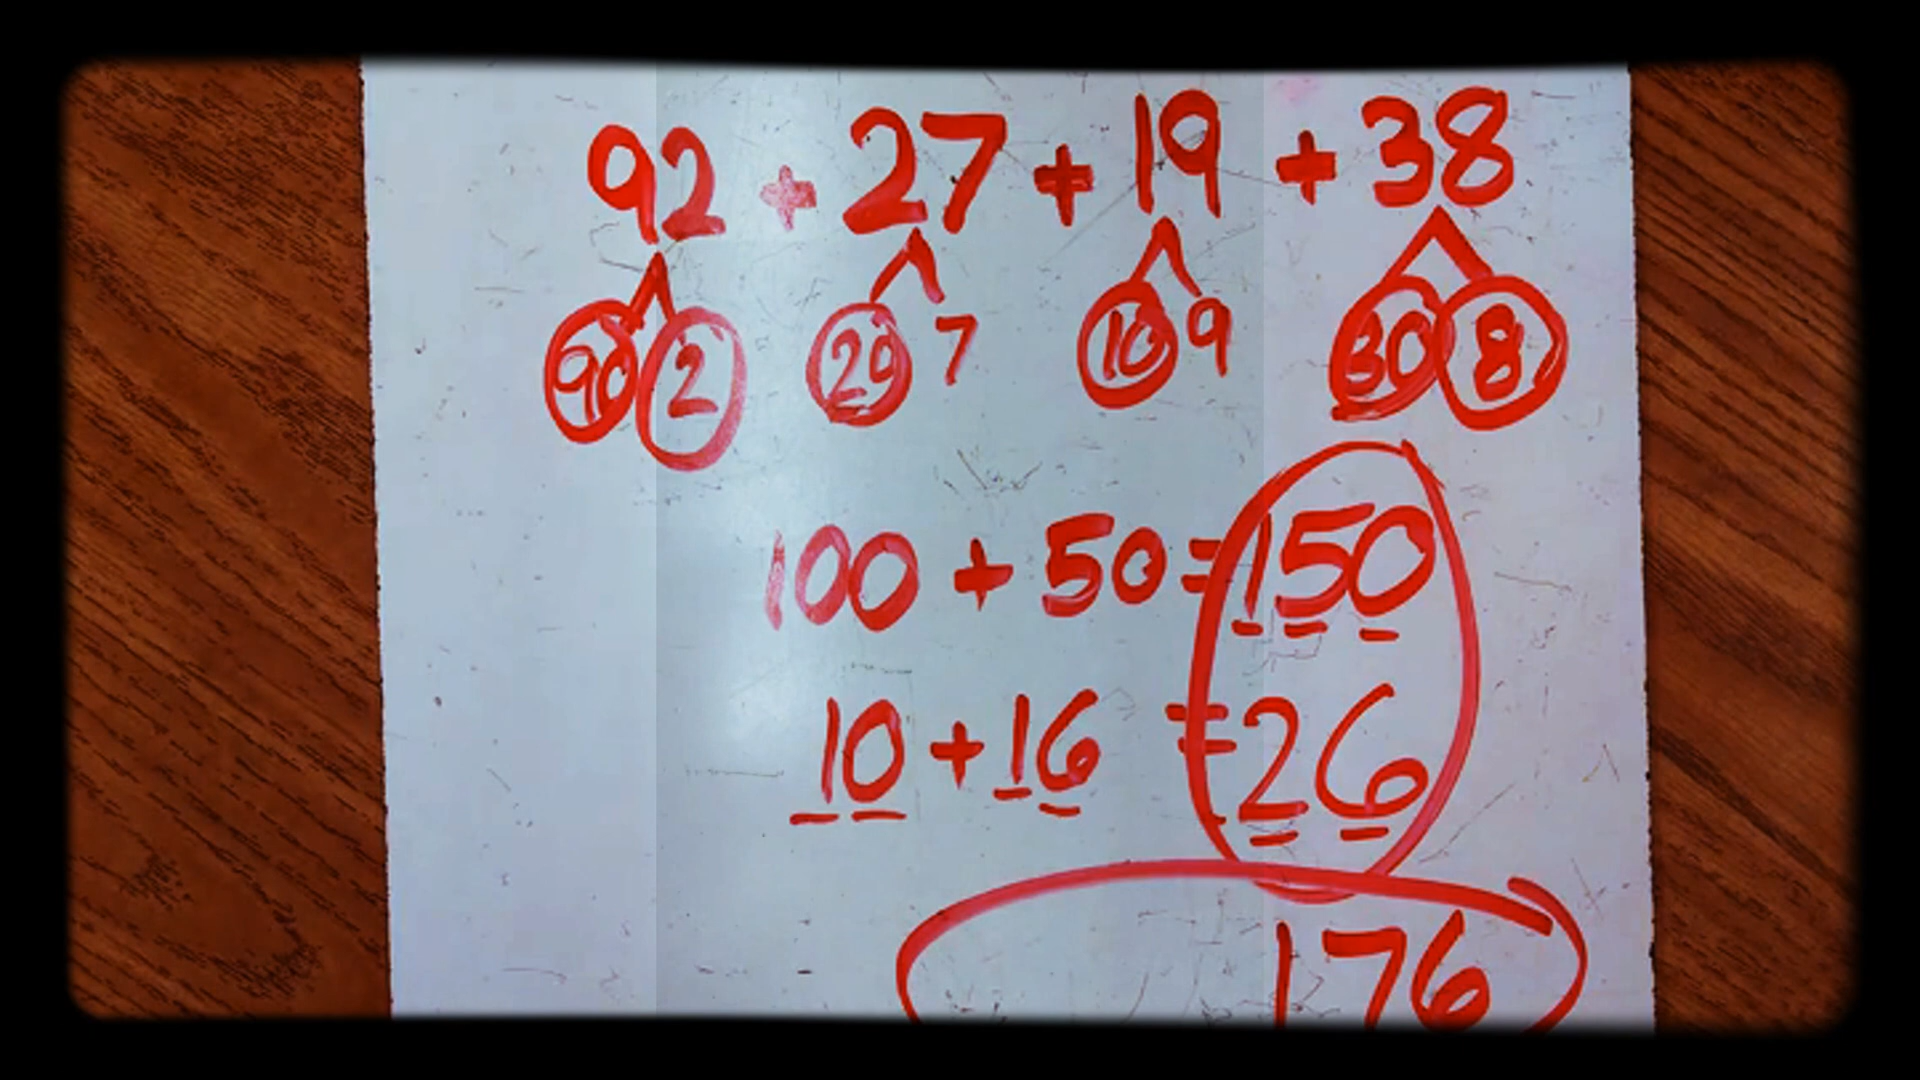 92 + 27 + 19 + 38
90 2 20 7 10 9 30 8
100 + 50 = 150
10 + 16 = 26
176